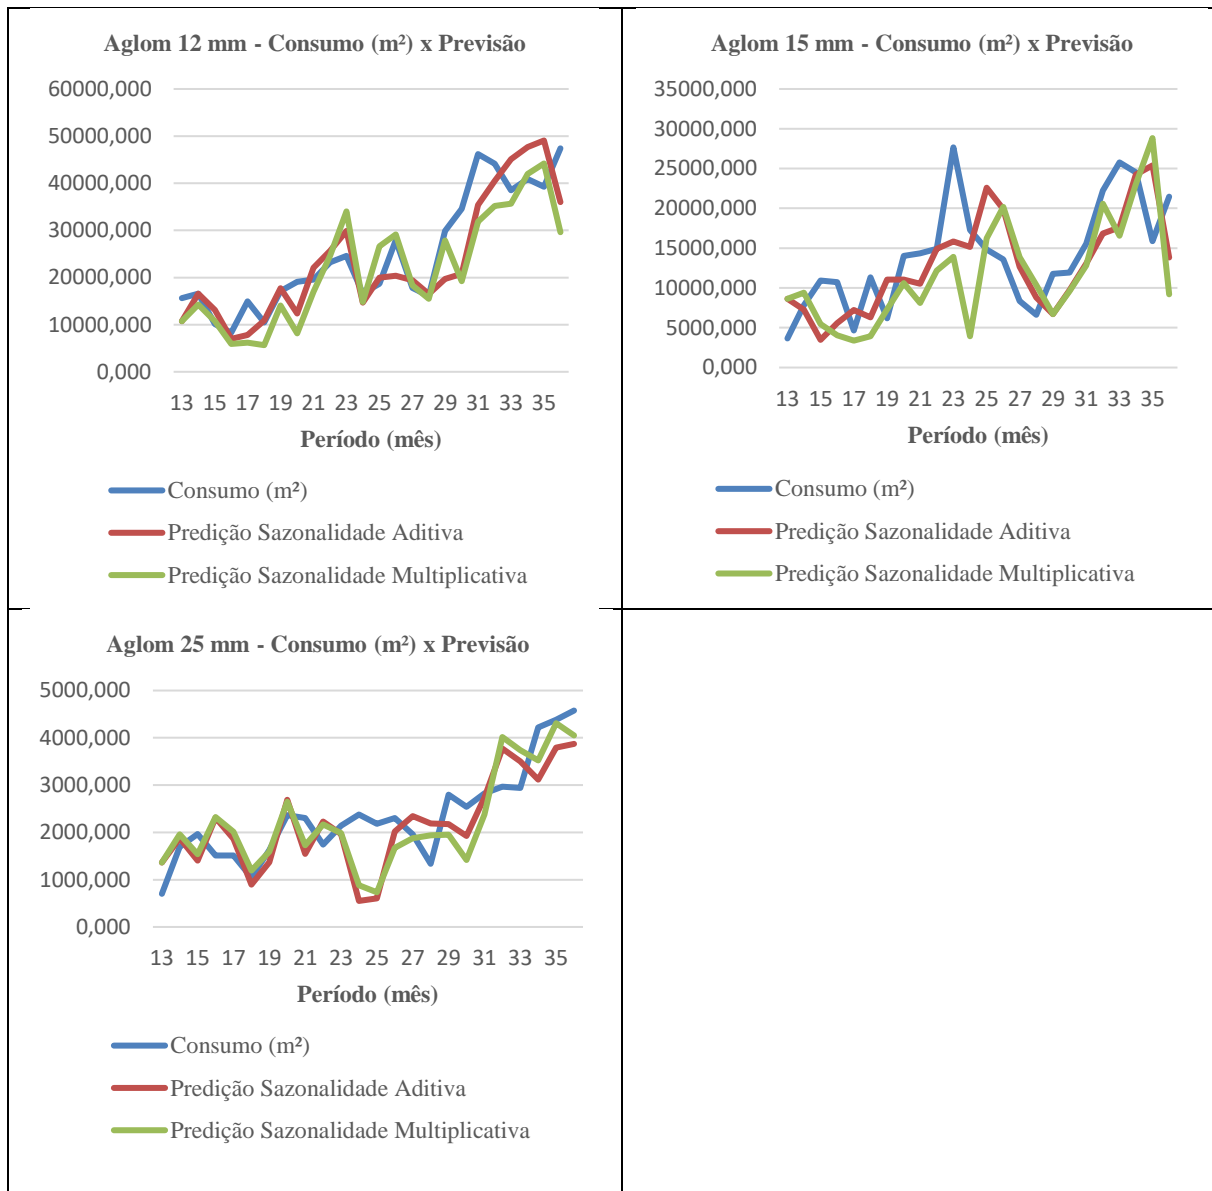 Aglom 12 mm - Consumo (m²) x Previsão
60000,000
50000,000
40000,000
30000,000
20000,000
10000,000
0,000
13 15 17 19 21 23 25 27 29 31 33 35
Período (mês)
Consumo (m²)
Predição Sazonalidade Aditiva
Predição Sazonalidade Multiplicativa
Aglom 15 mm - Consumo (m²) x Previsão
35000,000
30000,000
25000,000
20000,000
15000,000
10000,000
5000,000
0,000
13 15 17 19 21 23 25 27 29 31 33 35
Período (mês)
Consumo (m²)
Predição Sazonalidade Aditiva
Predição Sazonalidade Multiplicativa
Aglom 25 mm - Consumo (m²) x Previsão
5000,000
4000,000
3000,000
2000,000
1000,000
0,000
13 15 17 19 21 23 25 27 29 31 33 35
Período (mês)
Consumo (m²)
Predição Sazonalidade Aditiva
Predição Sazonalidade Multiplicativa